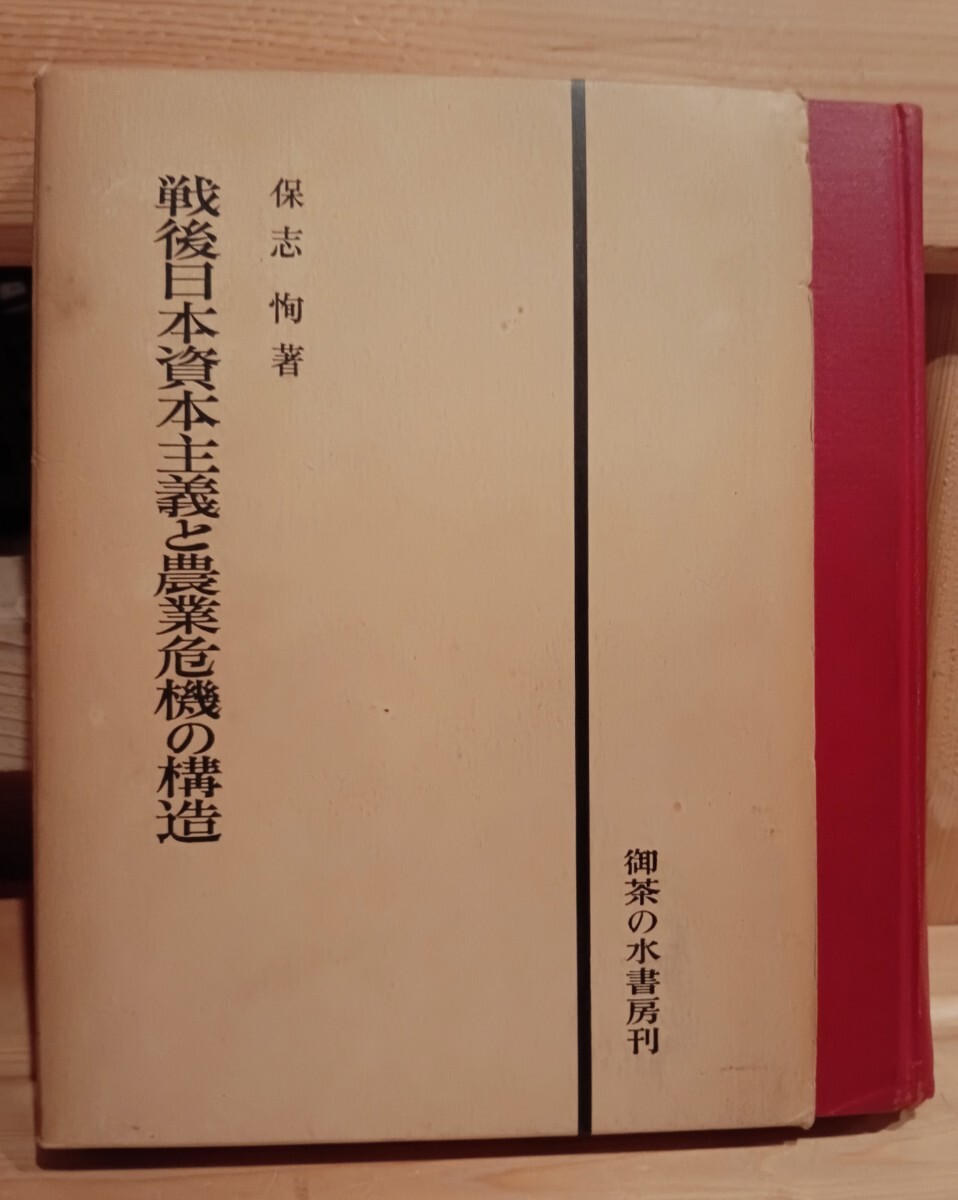 保志恂著
戦後日本資本主義と農業危機の構造
御茶の水書房刊